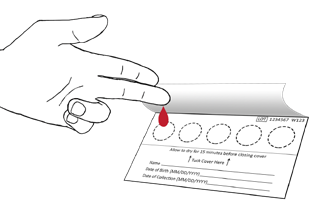 LOT 1234567 W123
Allow to dry for 15 minutes before closing cover
↑ Tuck Cover Here ↑
Name
Date of Birth (MM/DD/YYYY)
Date of Collection (MM/DD/YYYY)